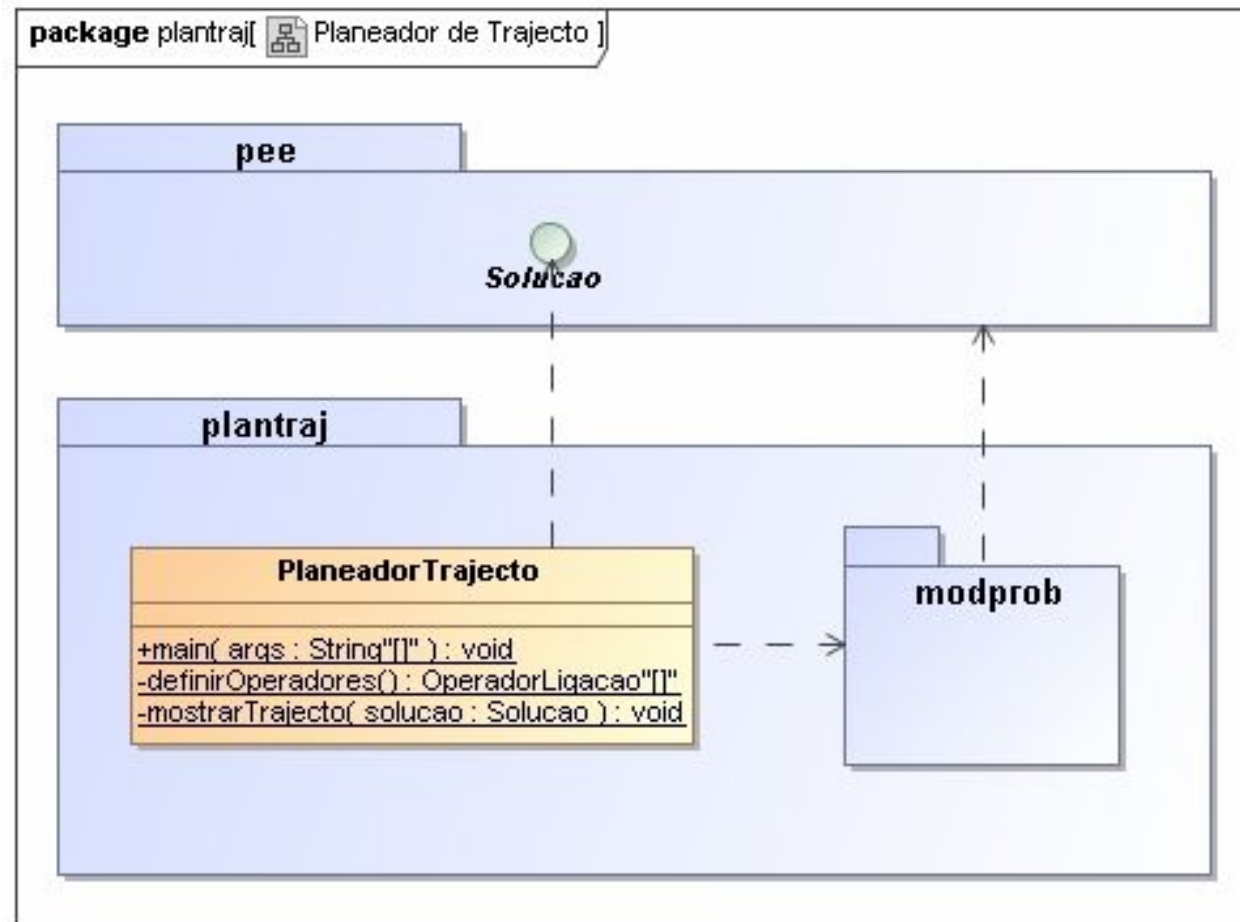 package plantraj[ Planeador de Trajecto ]
pee
Solucao
plantraj
PlaneadorTrajecto
+main( args : String"[]" ) : void
-definirOperadores() : OperadorLigacao"[]"
-mostrarTrajecto( solucao : Solucao ) : void
modprob